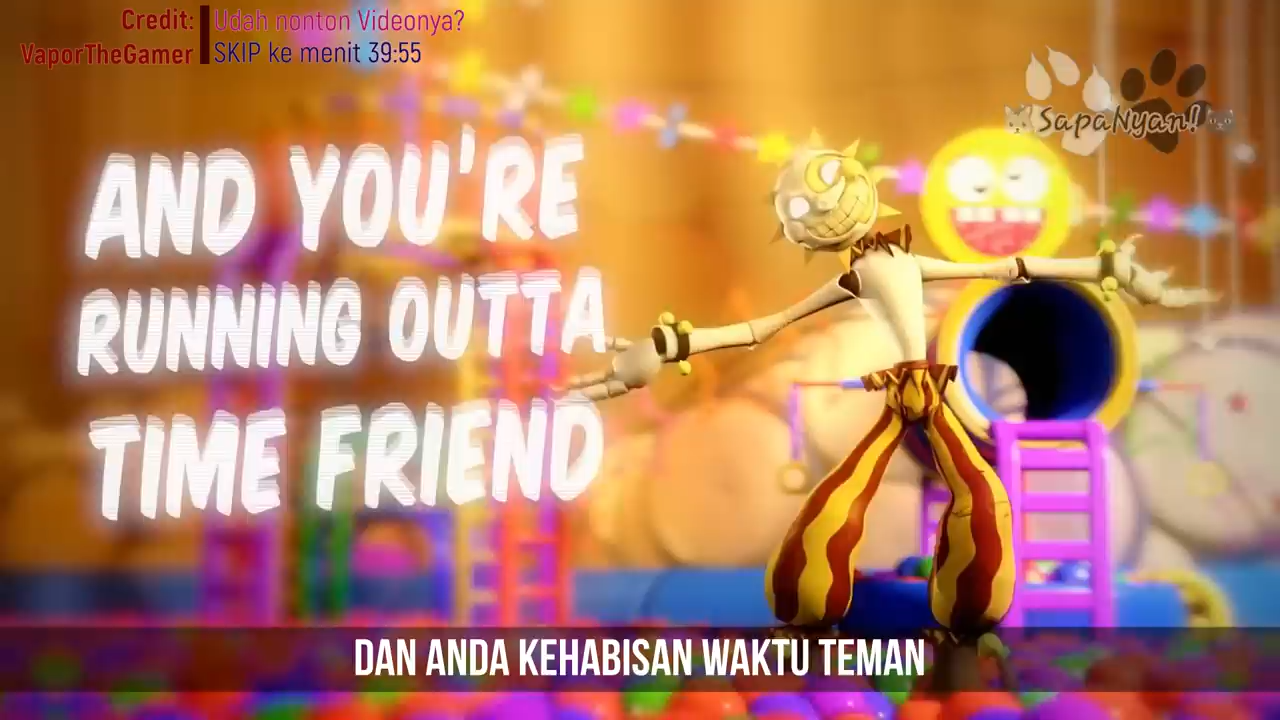 Credit:
VaporTheGamer
Udah nonton Videonya?
SKIP ke menit 39:55
SapaNyan!
AND YOU'RE
RUNNING OUTTA
TIME FRIEND
DAN ANDA KEHABISAN WAKTU TEMAN